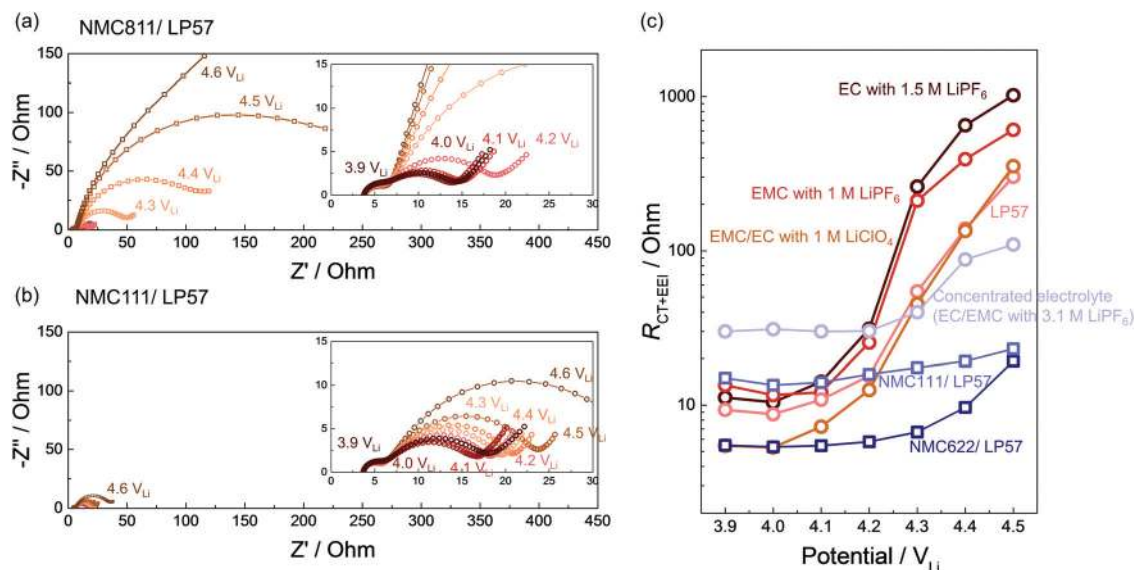 (a)
NMC811/ LP57
-Z'' / Ohm
150
100
50
0
0
50
100
150
200
250
300
350
400
450
Z' / Ohm
4.6 VLi
4.5 VLi
4.4 VLi
4.3 VLi
15
10
5
0
0
5
10
15
20
25
30
3.9 VLi
4.0 VLi
4.1 VLi
4.2 VLi
(b)
NMC111/ LP57
-Z'' / Ohm
150
100
50
0
0
50
100
150
200
250
300
350
400
450
Z' / Ohm
4.6 VLi
15
10
5
0
0
5
10
15
20
25
30
4.6 VLi
4.3 VLi
4.4 VLi
3.9 VLi
4.5 VLi
4.0 VLi
4.1 VLi
4.2 VLi
(c)
RCT+EEI / Ohm
1000
100
10
3.9
4.0
4.1
4.2
4.3
4.4
4.5
Potential / VLi
EC with 1.5 M LiPF6
EMC with 1 M LiPF6
LP57
EMC/EC with 1 M LiClO4
Concentrated electrolyte
(EC/EMC with 3.1 M LiPF6)
NMC111/ LP57
NMC622/ LP57